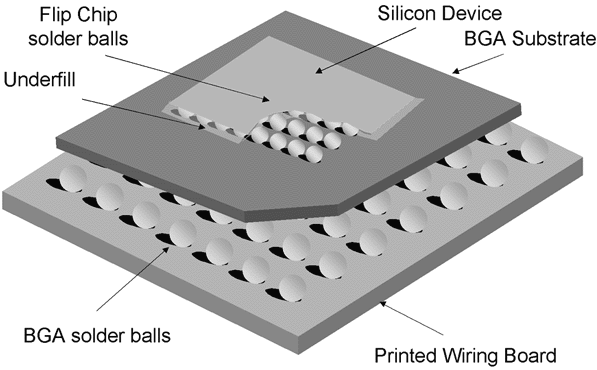 Flip Chip
solder balls
Silicon Device
BGA Substrate
Underfill
BGA solder balls
Printed Wiring Board